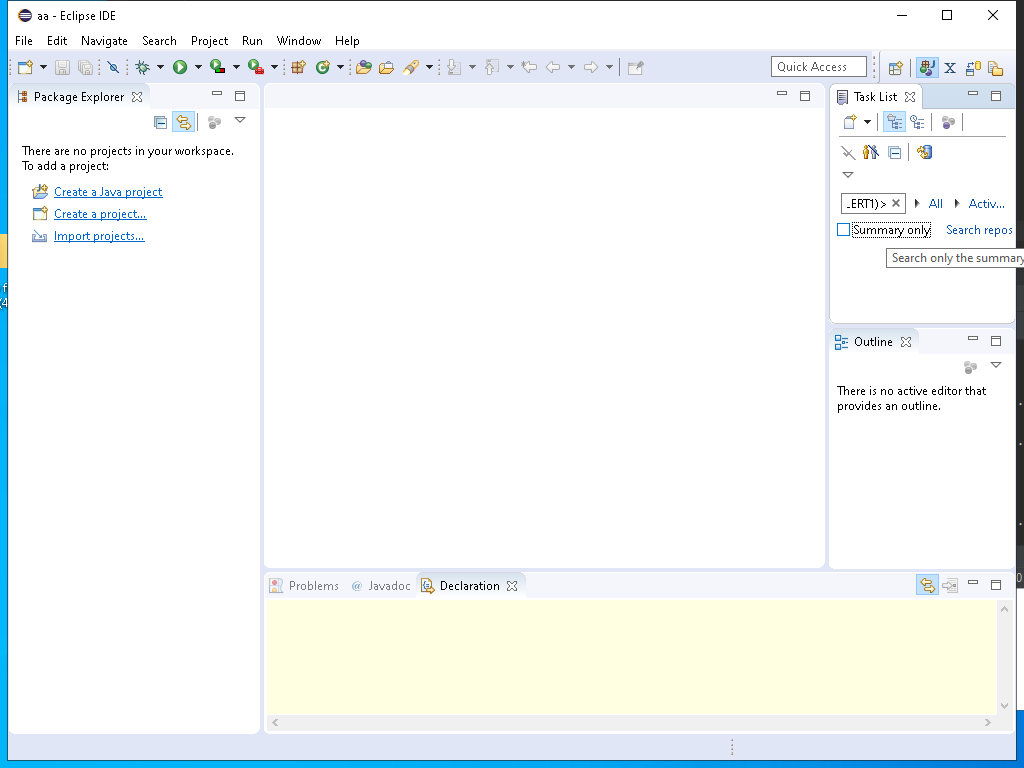 aa - Eclipse IDE
File Edit Navigate Search Project Run Window Help
Quick Access
Package Explorer
There are no projects in your workspace.
To add a project:
Create a Java project
Create a project...
Import projects...
Task List
.ERT1)>
All
Activ...
Summary only
Search repos
Search only the summary
Outline
There is no active editor that
provides an outline.
Problems
@ Javadoc
Declaration
f
(4
0